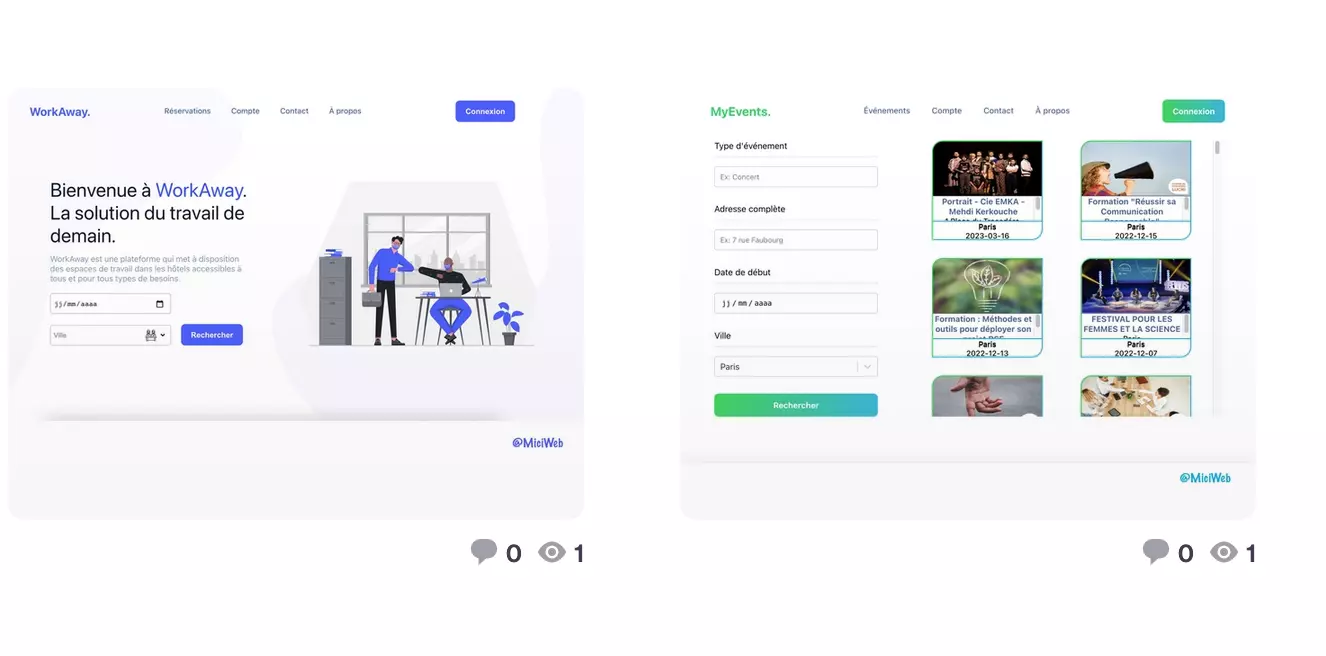 WorkAway.
Réservations
Compte
Contact
À propos
Connexion
Bienvenue à WorkAway.
La solution du travail de
demain.
WorkAway est une plateforme qui met à disposition
des espaces de travail dans les hôtels accessibles à
tous et pour tous types de besoins.
jj/mm/aaaa
Ville
Rechercher
@MiciWeb
0
1
MyEvents.
Événements
Compte
Contact
À propos
Connexion
Type d'événement
Ex: Concert
Adresse complète
Ex: 7 rue Faubourg
Date de début
jj/mm/aaaa
Ville
Paris
Rechercher
Portrait - Cie EMKA -
Mehdi Kerkouche
Paris
2023-03-16
Formation "Réussir sa
Communication
Paris
2022-12-15
Formation : Méthodes et
outils pour déployer son
Paris
2022-12-13
FESTIVAL POUR LES
FEMMES ET LA SCIENCE
Paris
2022-12-07
@MiciWeb
0
1